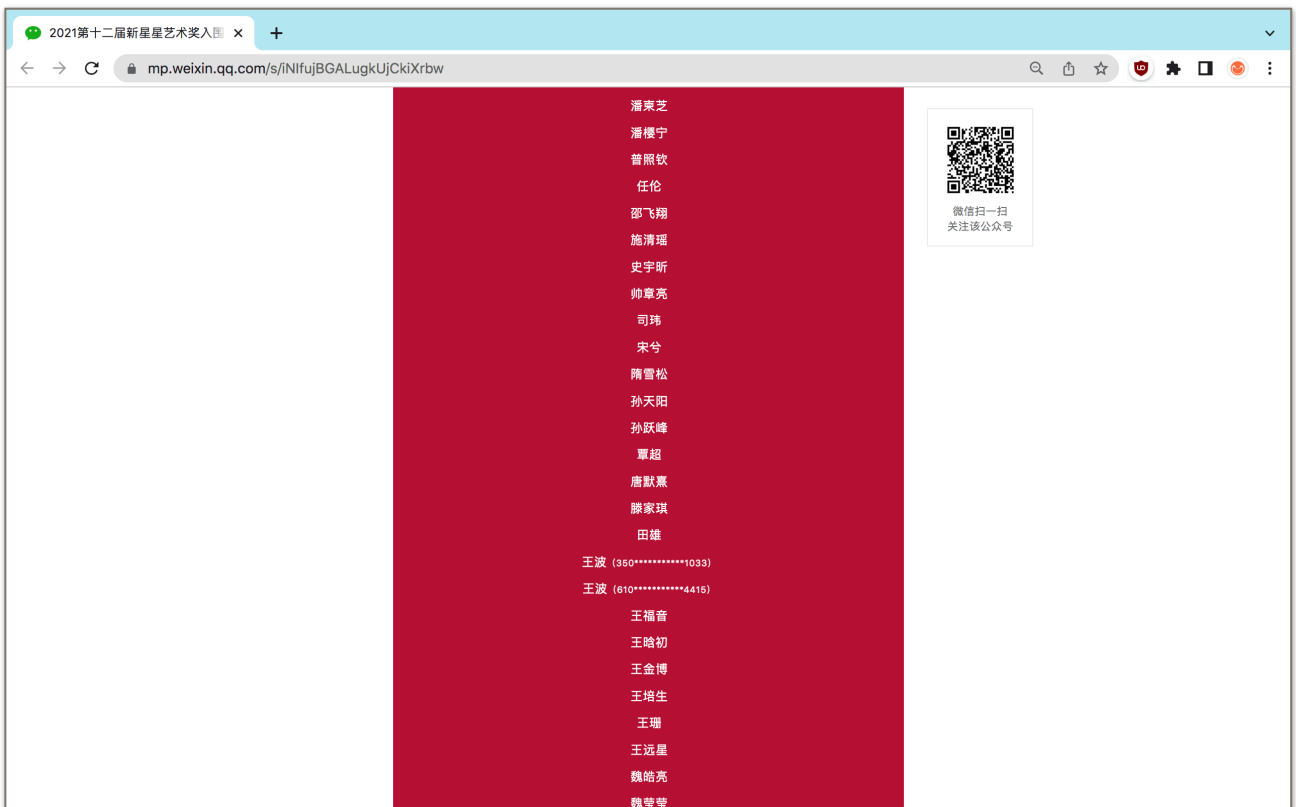 2021第十二届新星星艺术奖入围
mp.weixin.qq.com/s/iNIfujBGALugkUjCkiXrbw
潘束芝
潘樱宁
普照钦
任伦
邵飞翔
施清瑶
史宇昕
帅章亮
司玮
宋兮
隋雪松
孙天阳
孙跃峰
覃超
唐默熹
滕家琪
田雄
王波（350***********1033）
王波（610***********4415）
王福音
王晗初
王金博
王培生
王珊
王远星
魏皓亮
魏莹莹
微信扫一扫
关注该公众号